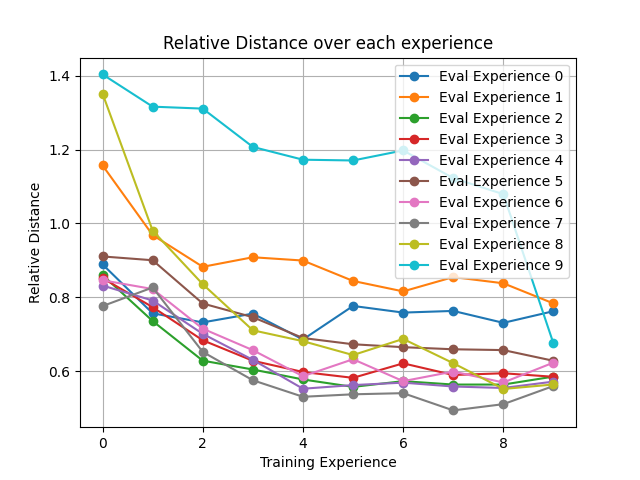 Relative Distance over each experience
Relative Distance
1.4
1.2
1.0
0.8
0.6
Eval Experience 0
Eval Experience 1
Eval Experience 2
Eval Experience 3
Eval Experience 4
Eval Experience 5
Eval Experience 6
Eval Experience 7
Eval Experience 8
Eval Experience 9
0 2 4 6 8
Training Experience